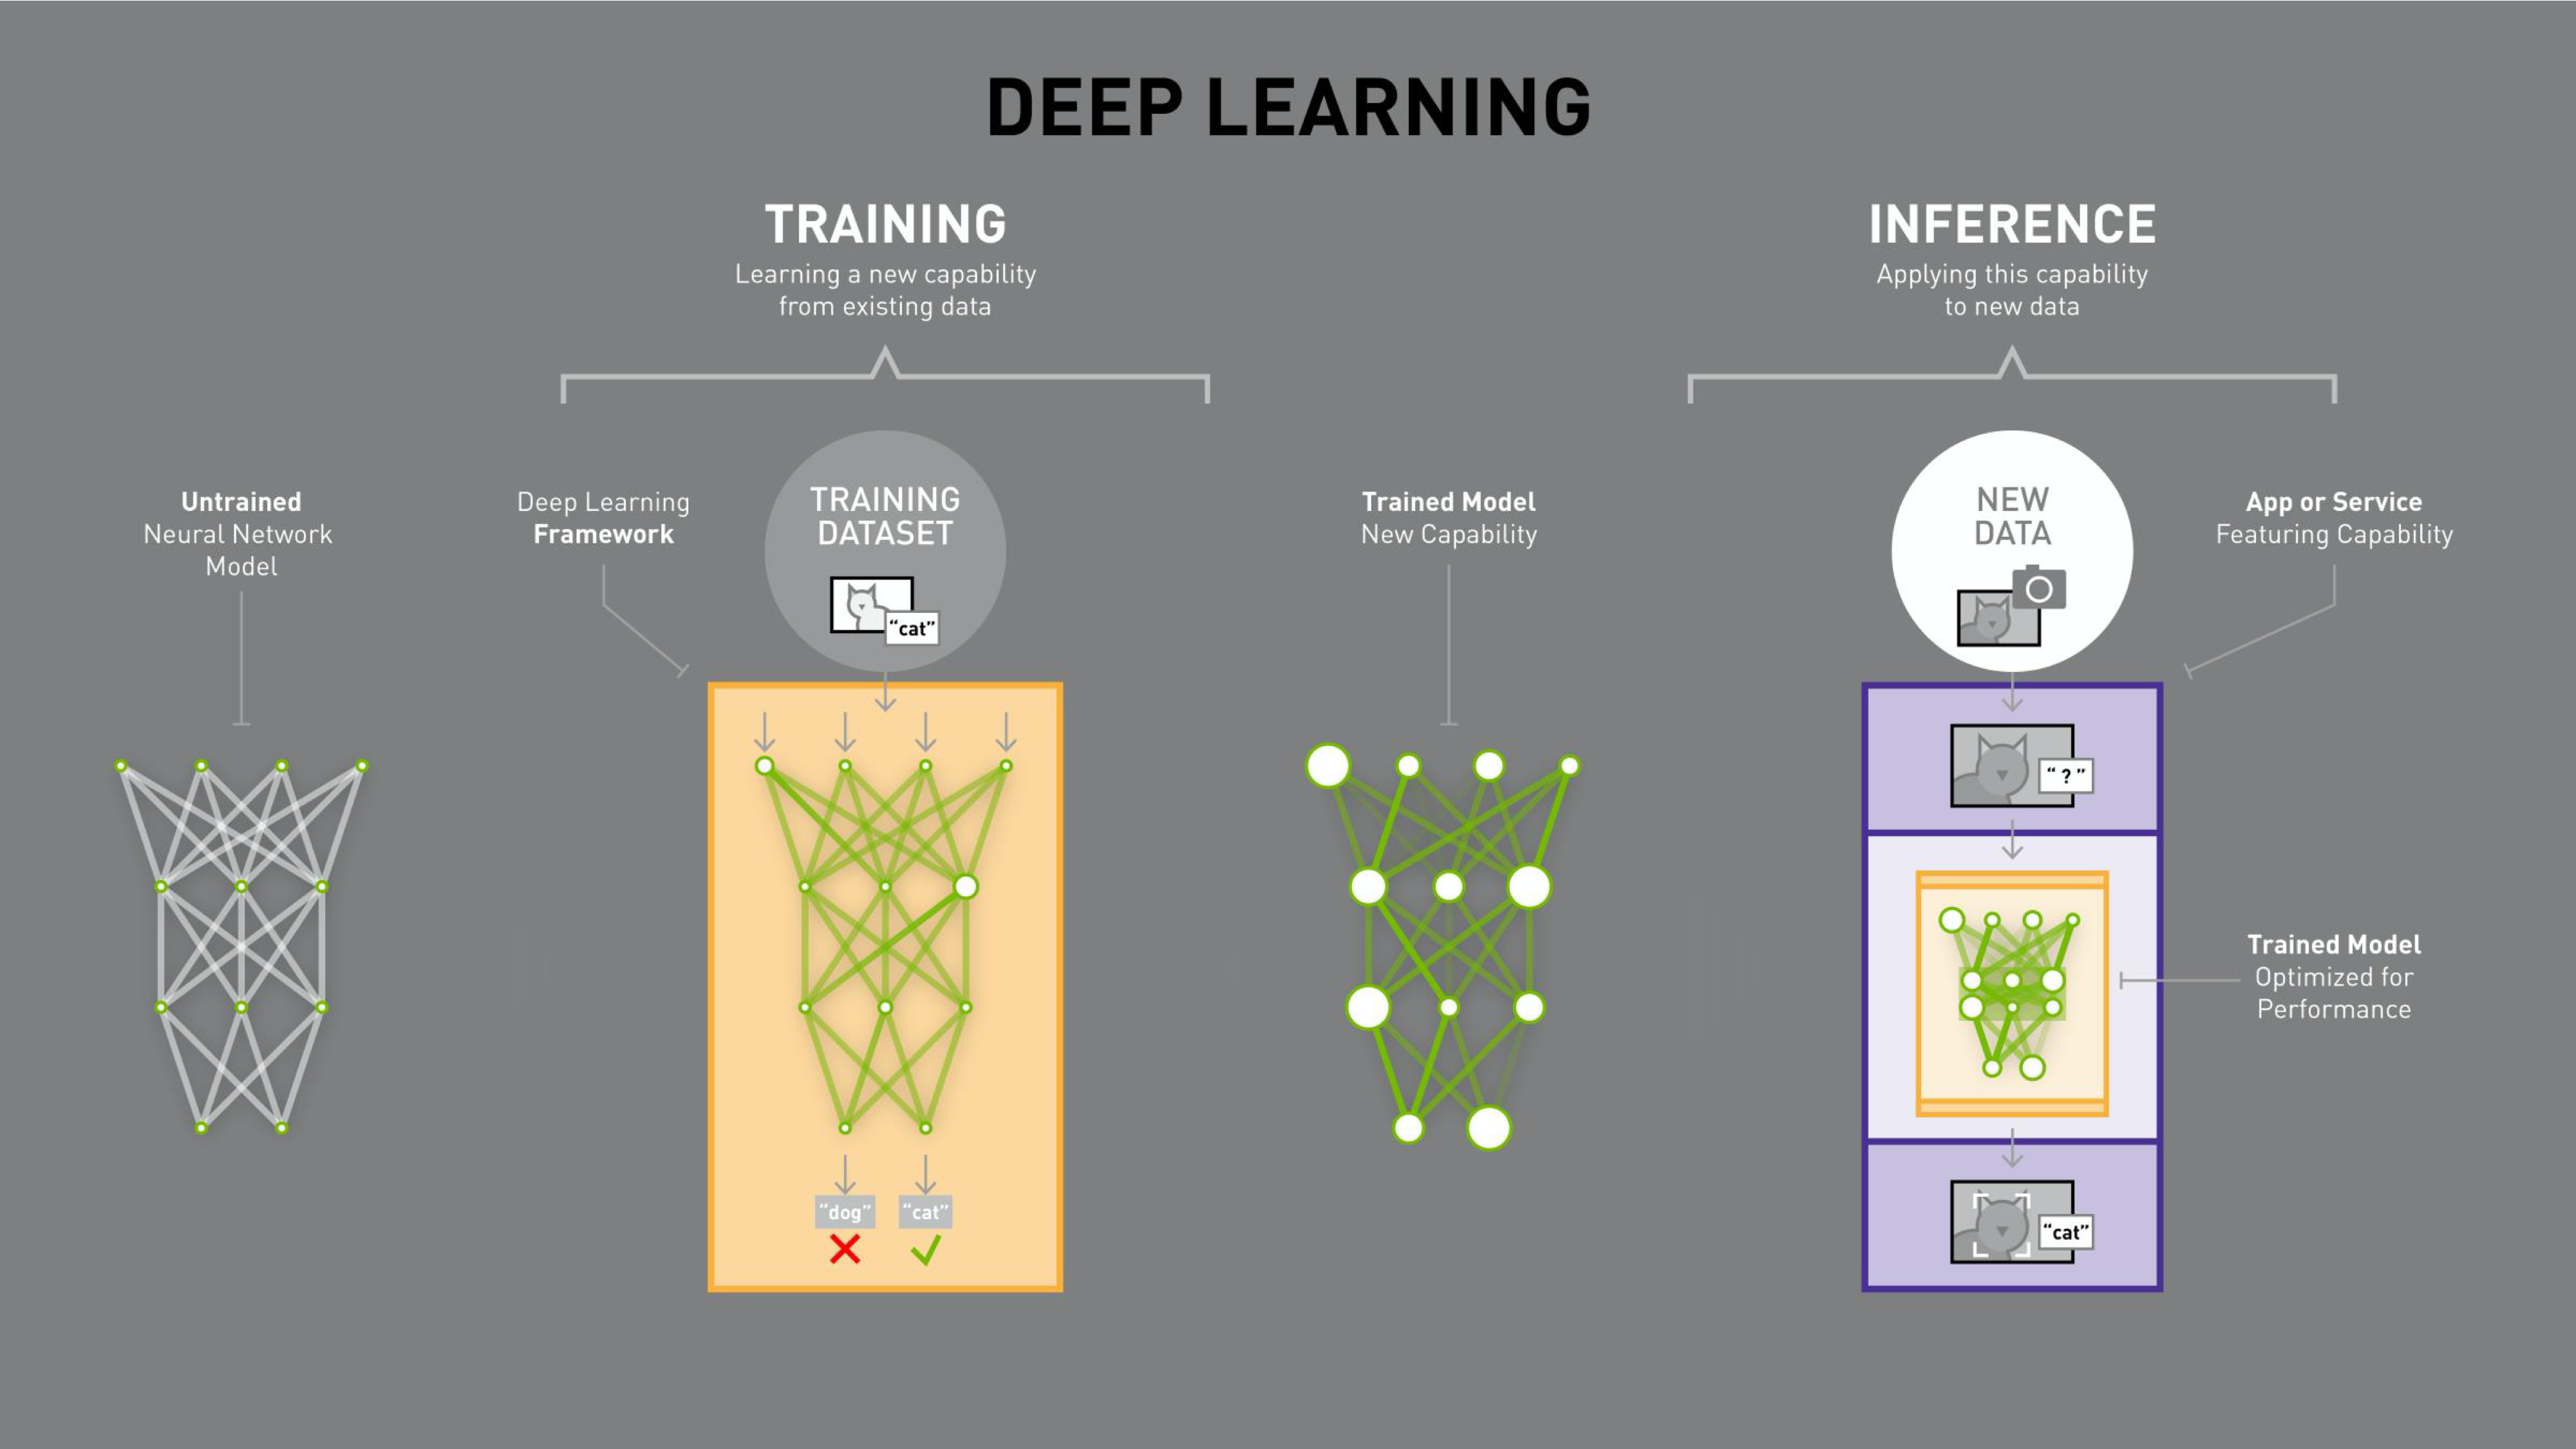 DEEP LEARNING
TRAINING
Learning a new capability
from existing data
INFERENCE
Applying this capability
to new data
Untrained
Neural Network
Model
Deep Learning
Framework
TRAINING
DATASET
“cat”
Trained Model
New Capability
NEW
DATA
App or Service
Featuring Capability
“ ? ”
Trained Model
Optimized for
Performance
“dog”
“cat”
“cat”